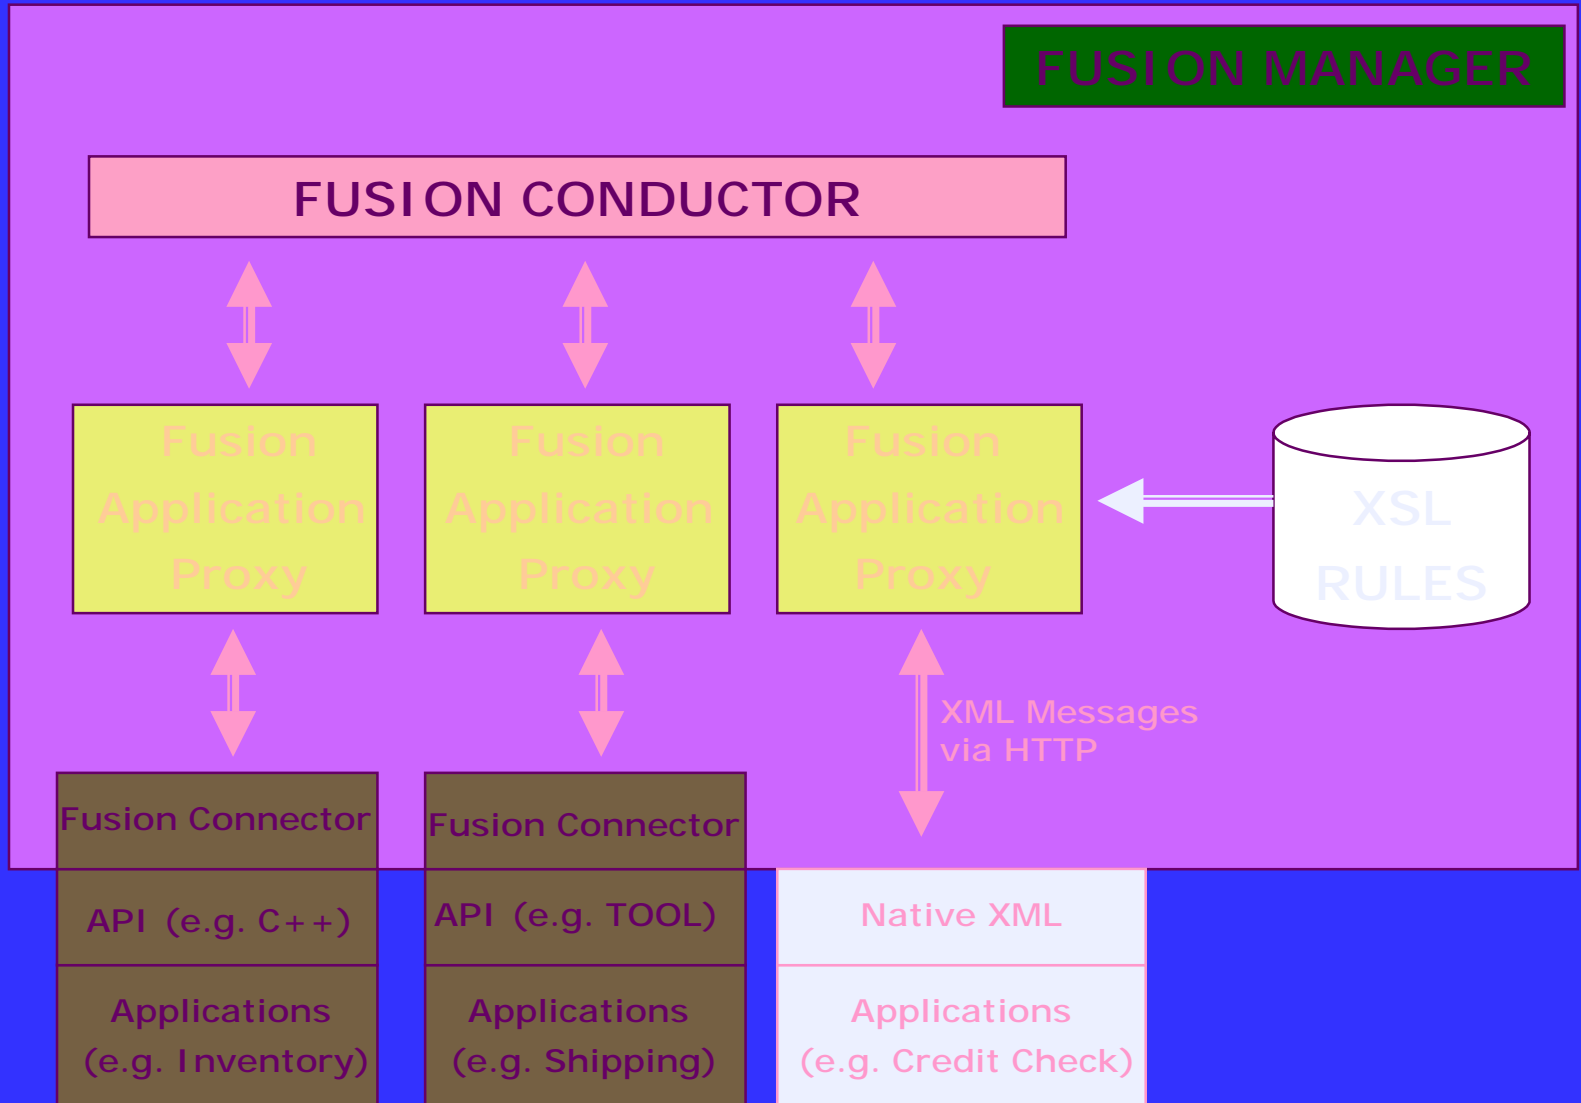 FUSION MANAGER
FUSION CONDUCTOR
Fusion
Application
Proxy
Fusion
Application
Proxy
Fusion
Application
Proxy
XSL
RULES
XML Messages
via HTTP
Fusion Connector
API (e.g. C++)
Applications
(e.g. Inventory)
Fusion Connector
API (e.g. TOOL)
Applications
(e.g. Shipping)
Native XML
Applications
(e.g. Credit Check)